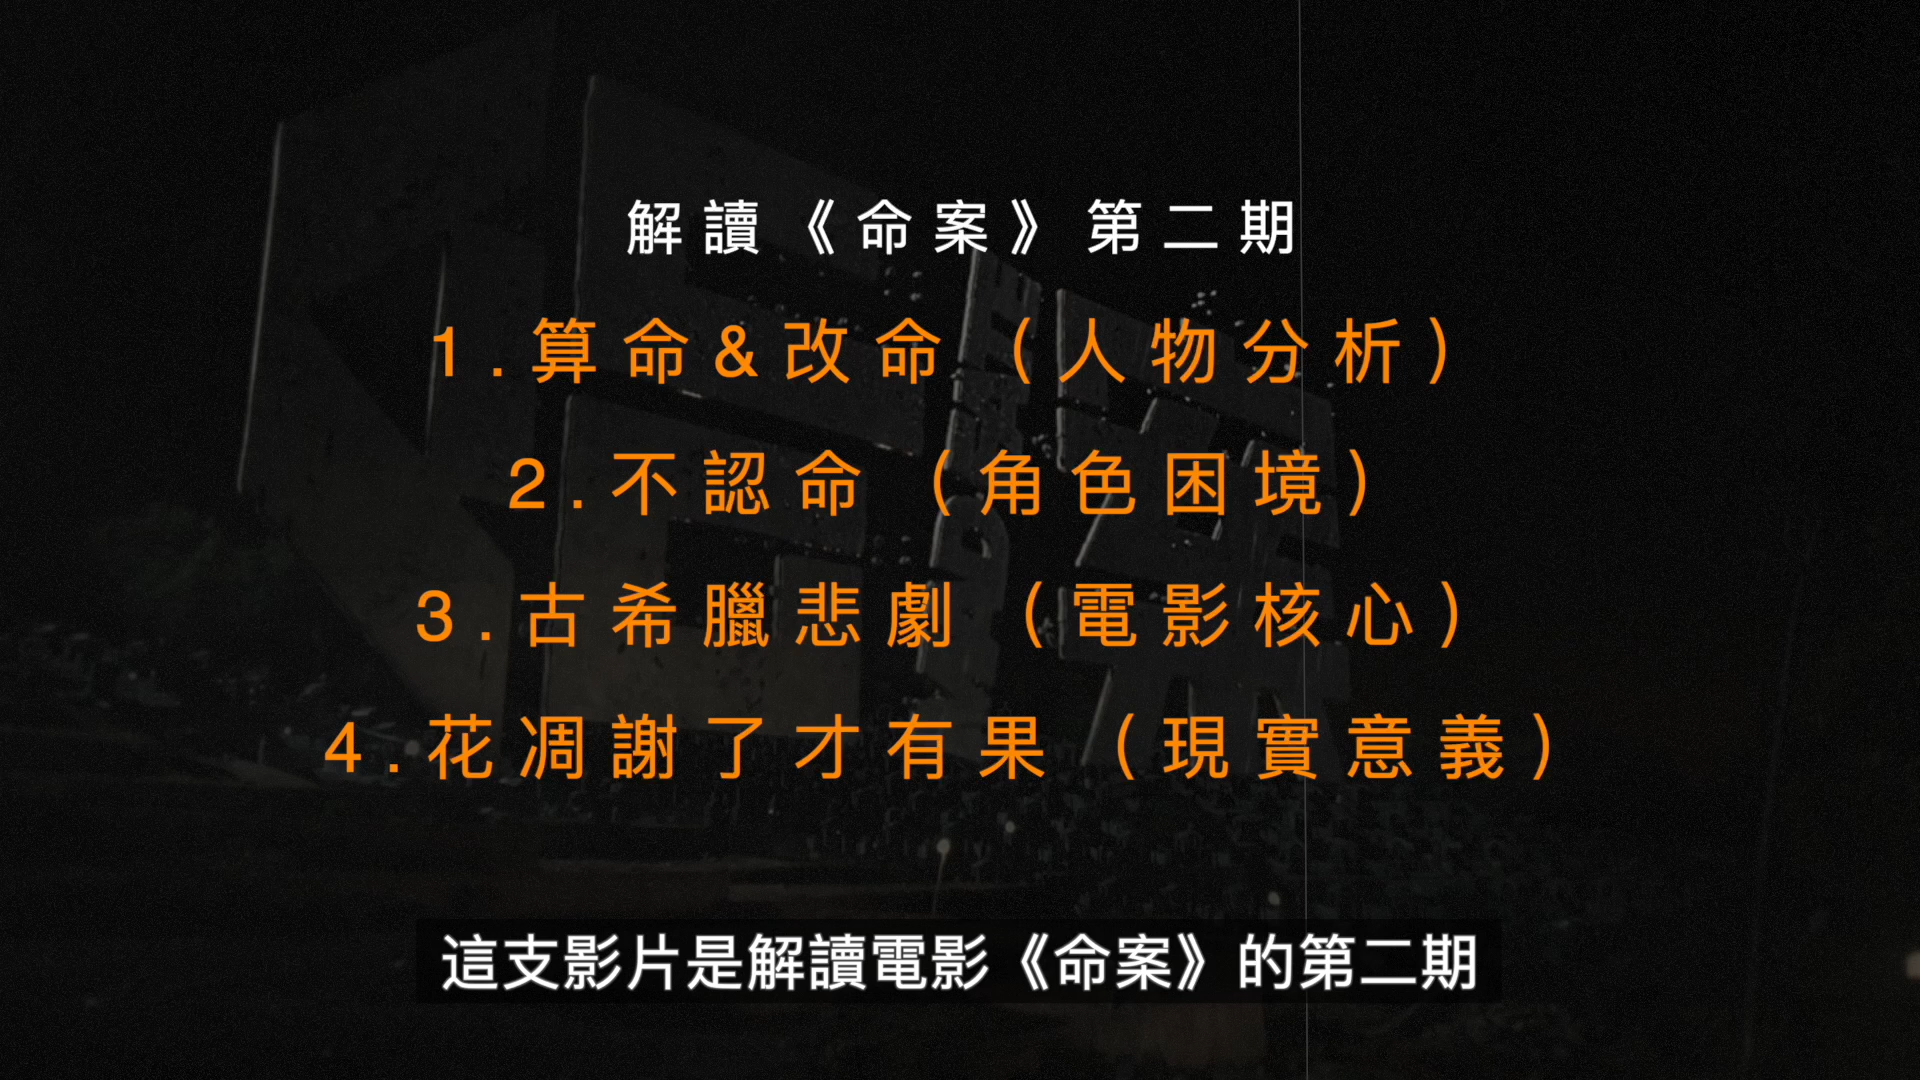 解讀《命案》第二期
1.算命&改命（人物分析）
2.不認命（角色困境）
3.古希臘悲劇（電影核心）
4.花凋謝了才有果（現實意義）
這支影片是解讀電影《命案》的第二期